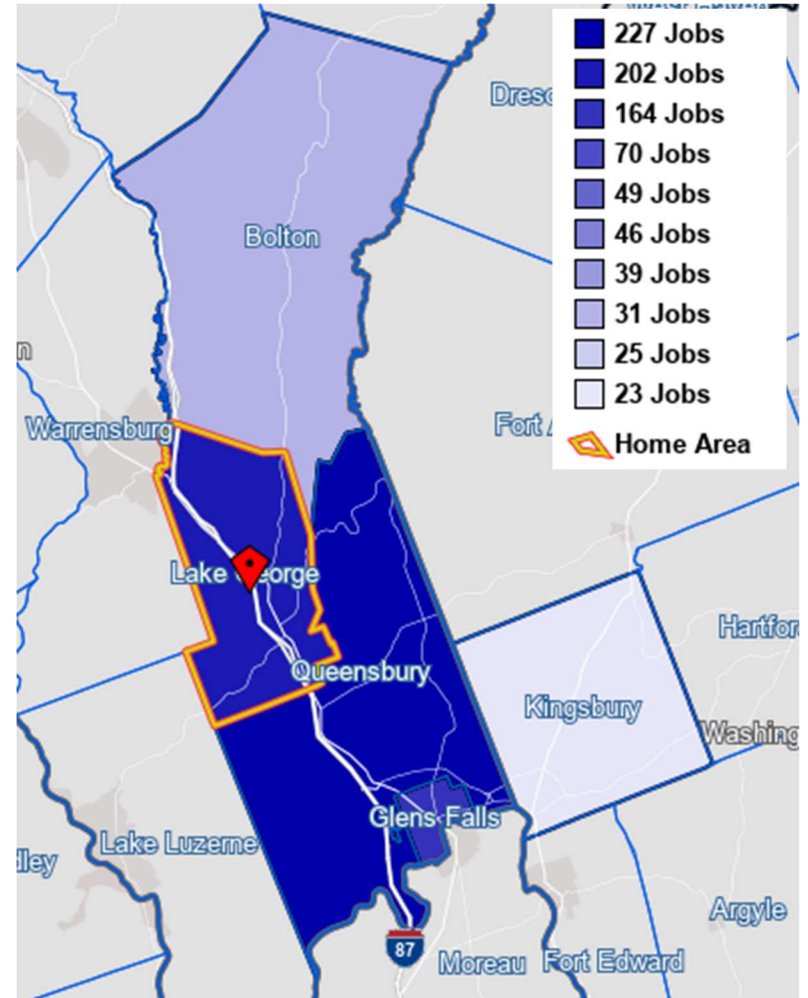 227 Jobs
202 Jobs
164 Jobs
70 Jobs
49 Jobs
46 Jobs
39 Jobs
31 Jobs
25 Jobs
23 Jobs
Home Area
Bolton
Warrensburg
Lake George
Queensbury
Kingsbury
Glens Falls
Lake Luzerne
Argyle
87
Moreau
Fort Edward